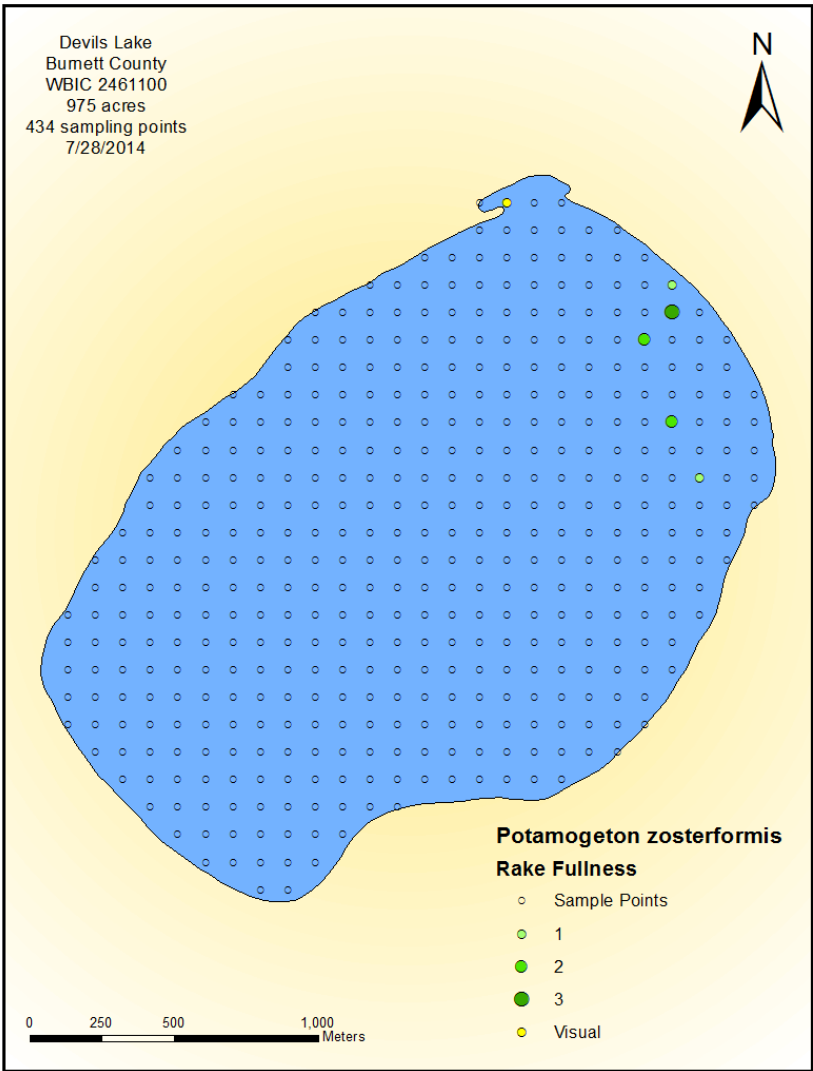 Devils Lake
Burnett County
WBIC 2461100
975 acres
434 sampling points
7/28/2014
N
Potamogeton zosterformis
Rake Fullness
Sample Points
1
2
3
Visual
0 250 500 1,000
Meters